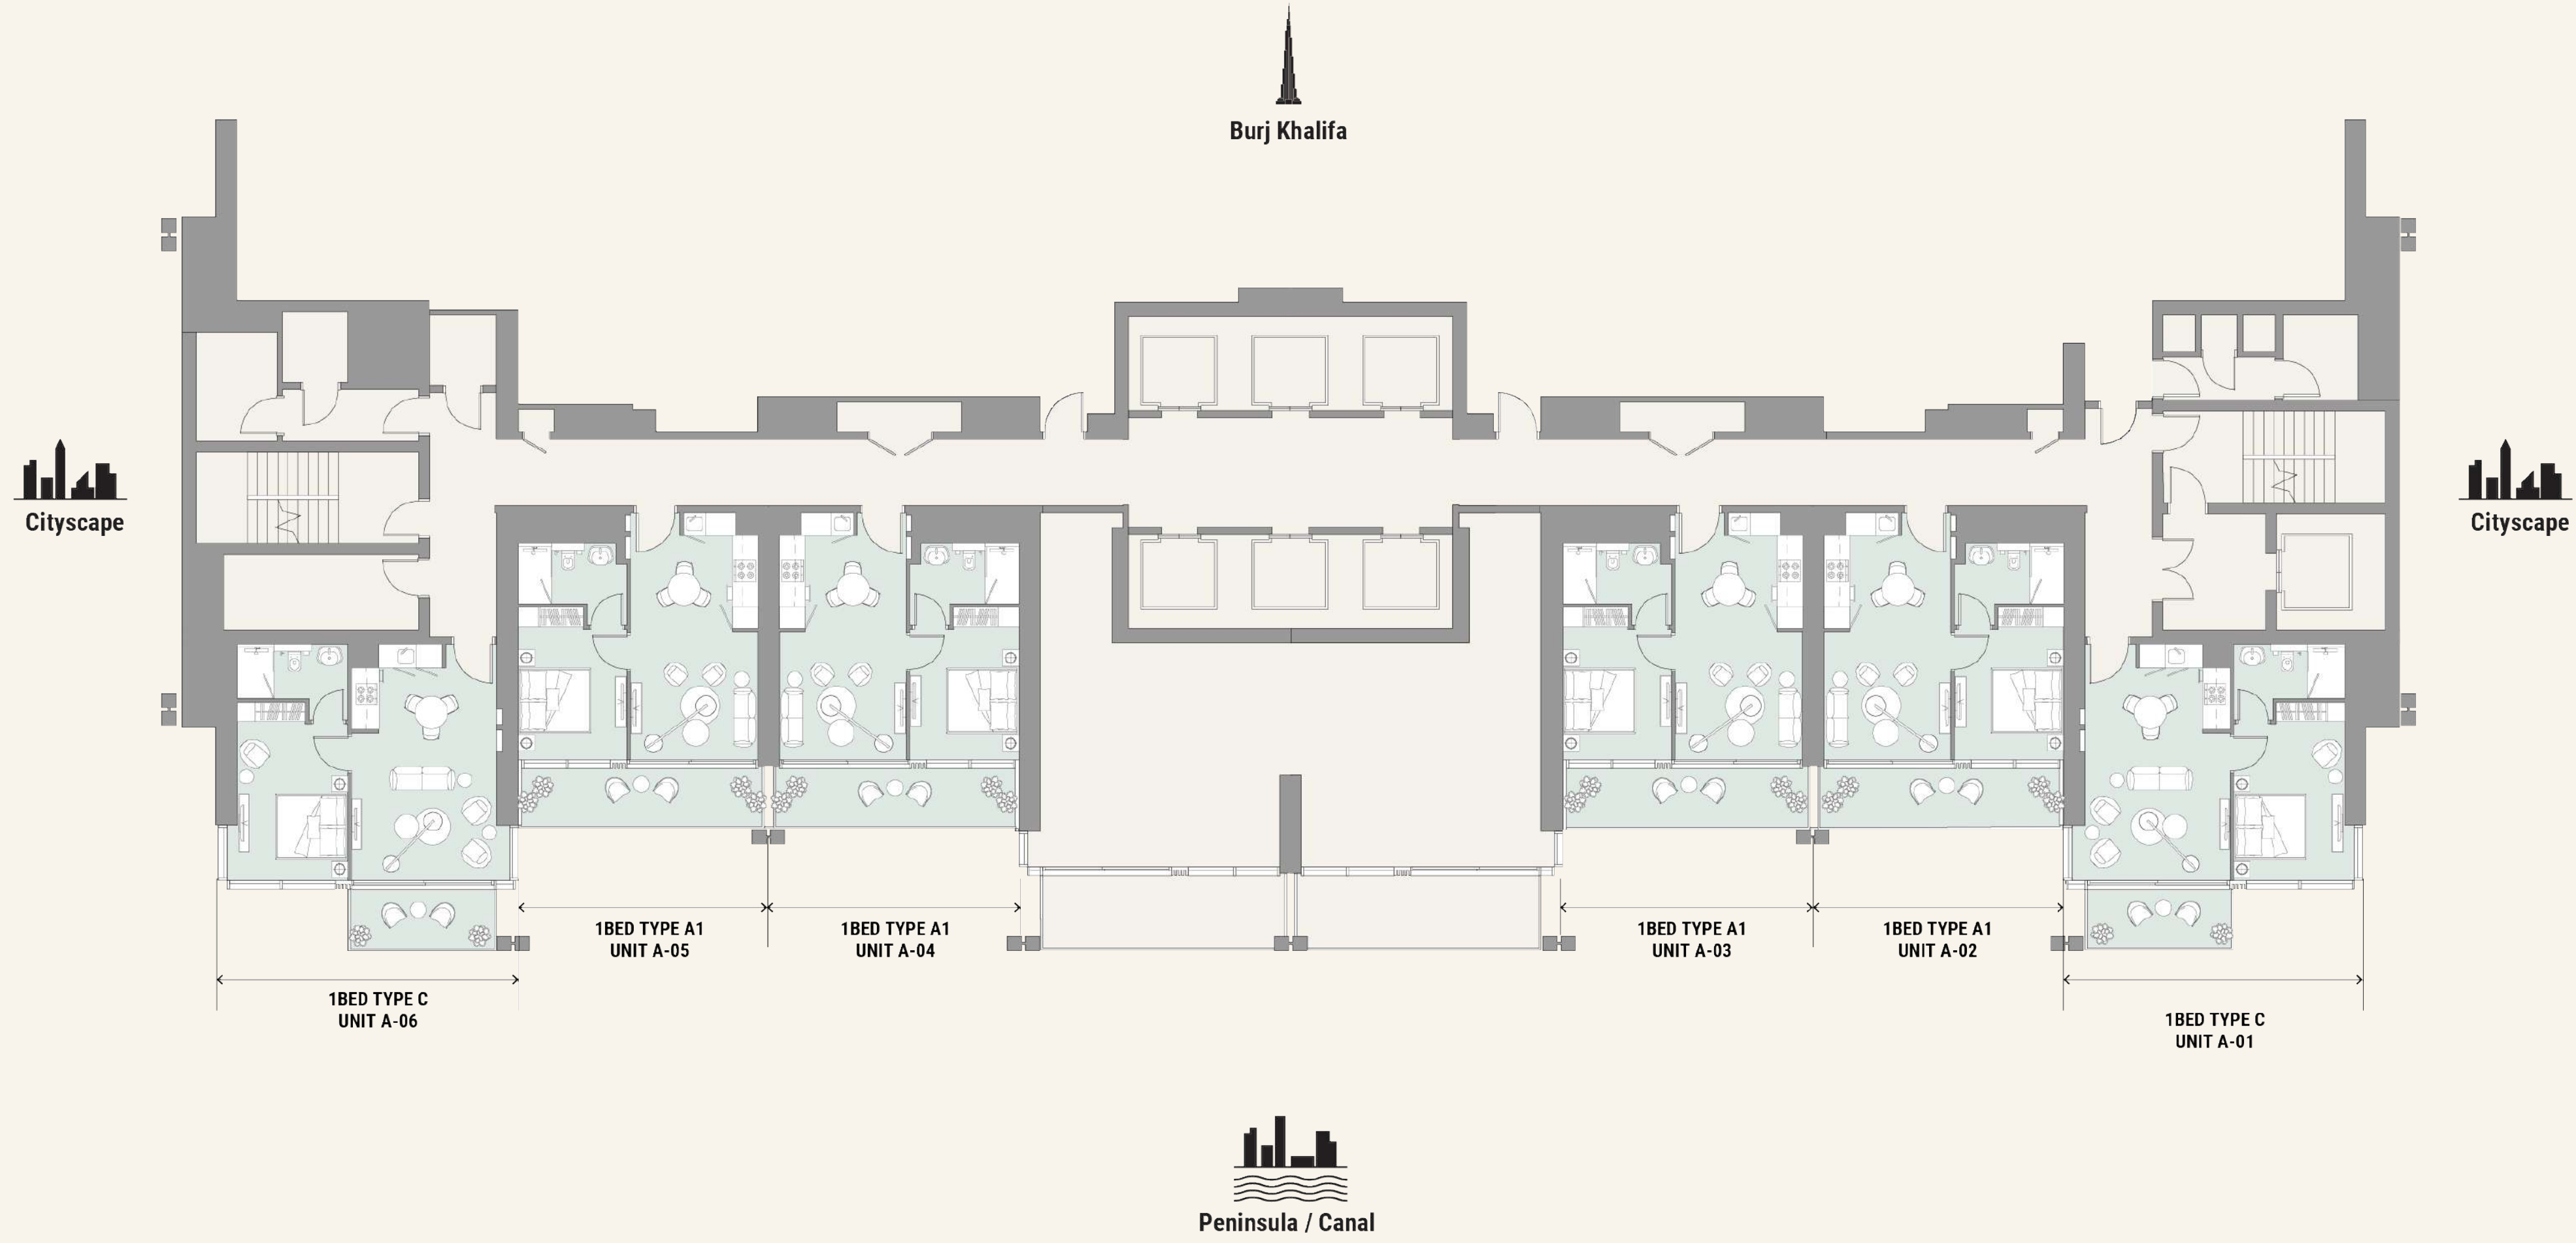 Burj Khalifa
Cityscape
Cityscape
1BED TYPE A1
UNIT A-05
1BED TYPE A1
UNIT A-04
1BED TYPE A1
UNIT A-03
1BED TYPE A1
UNIT A-02
1BED TYPE C
UNIT A-06
1BED TYPE C
UNIT A-01
Peninsula / Canal